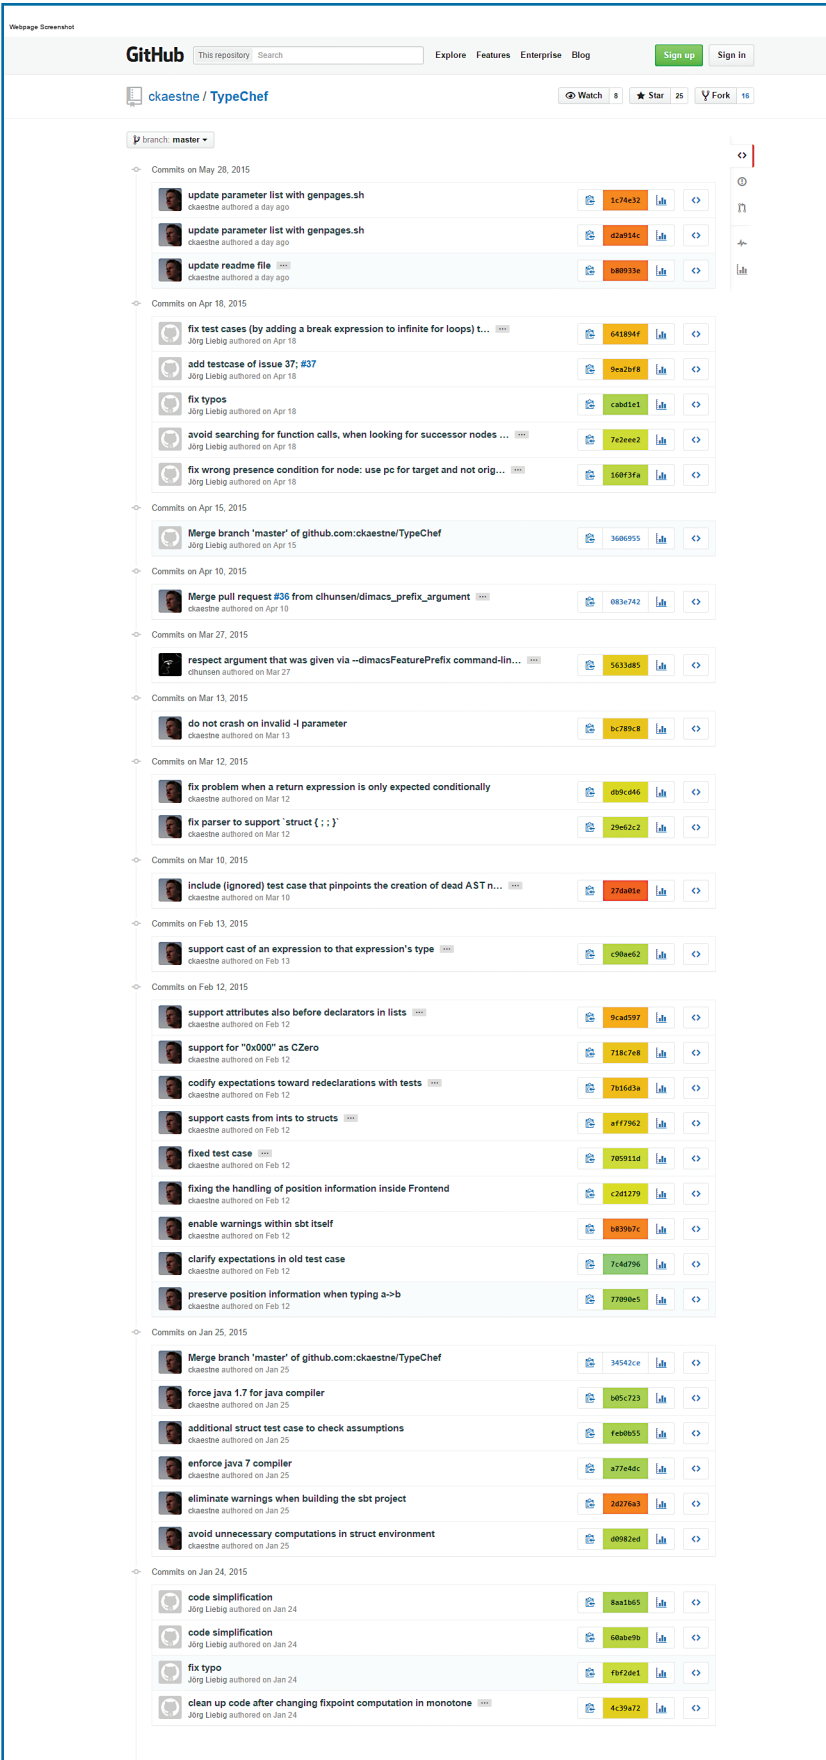 Webpage Screenshot
GitHub This repository Search Explore Features Enterprise Blog Sign up Sign in
ckaestne / TypeChef Watch 8 Star 25 Fork 16
branch: master
Commits on May 28, 2015
update parameter list with genpages.sh
ckaestne authored a day ago
1c74e32
update parameter list with genpages.sh
ckaestne authored a day ago
d2a914c
update readme file …
ckaestne authored a day ago
b80933e
Commits on Apr 18, 2015
fix test cases (by adding a break expression to infinite for loops) t… …
Jörg Liebig authored on Apr 18
641894f
add testcase of issue 37; #37
Jörg Liebig authored on Apr 18
9ea2bf8
fix typos
Jörg Liebig authored on Apr 18
cabd1e1
avoid searching for function calls, when looking for successor nodes … …
Jörg Liebig authored on Apr 18
7e2eee2
fix wrong presence condition for node: use pc for target and not orig… …
Jörg Liebig authored on Apr 18
160f3fa
Commits on Apr 15, 2015
Merge branch 'master' of github.com:ckaestne/TypeChef
Jörg Liebig authored on Apr 15
3606955
Commits on Apr 10, 2015
Merge pull request #36 from clhunsen/dimacs_prefix_argument …
ckaestne authored on Apr 10
083e742
Commits on Mar 27, 2015
respect argument that was given via --dimacsFeaturePrefix command-lin… …
clhunsen authored on Mar 27
5633d85
Commits on Mar 13, 2015
do not crash on invalid -I parameter
ckaestne authored on Mar 13
bc789c8
Commits on Mar 12, 2015
fix problem when a return expression is only expected conditionally
ckaestne authored on Mar 12
db9cd46
fix parser to support `struct { ; ; }`
ckaestne authored on Mar 12
29e62c2
Commits on Mar 10, 2015
include (ignored) test case that pinpoints the creation of dead AST n… …
ckaestne authored on Mar 10
27da01e
Commits on Feb 13, 2015
support cast of an expression to that expression's type …
ckaestne authored on Feb 13
c90ae62
Commits on Feb 12, 2015
support attributes also before declarators in lists …
ckaestne authored on Feb 12
9cad597
support for "0x000" as CZero
ckaestne authored on Feb 12
718c7e8
codify expectations toward redeclarations with tests …
ckaestne authored on Feb 12
7b16d3a
support casts from ints to structs …
ckaestne authored on Feb 12
aff7962
fixed test case …
ckaestne authored on Feb 12
705911d
fixing the handling of position information inside Frontend
ckaestne authored on Feb 12
c2d1279
enable warnings within sbt itself
ckaestne authored on Feb 12
b839b7c
clarify expectations in old test case
ckaestne authored on Feb 12
7c4d796
preserve position information when typing a->b
ckaestne authored on Feb 12
77090e5
Commits on Jan 25, 2015
Merge branch 'master' of github.com:ckaestne/TypeChef
ckaestne authored on Jan 25
34542ce
force java 1.7 for java compiler
ckaestne authored on Jan 25
b05c723
additional struct test case to check assumptions
ckaestne authored on Jan 25
feb0b55
enforce java 7 compiler
ckaestne authored on Jan 25
a77e4dc
eliminate warnings when building the sbt project
ckaestne authored on Jan 25
2d276a3
avoid unnecessary computations in struct environment
ckaestne authored on Jan 25
d0982ed
Commits on Jan 24, 2015
code simplification
Jörg Liebig authored on Jan 24
8aa1b65
code simplification
Jörg Liebig authored on Jan 24
60abe9b
fix typo
Jörg Liebig authored on Jan 24
fbf2de1
clean up code after changing fixpoint computation in monotone …
Jörg Liebig authored on Jan 24
4c39a72